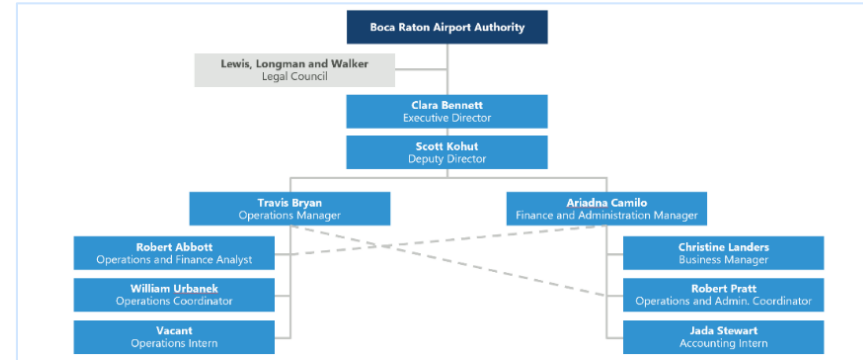 Boca Raton Airport Authority
Lewis, Longman and Walker
Legal Council
Clara Bennett
Executive Director
Scott Kohut
Deputy Director
Travis Bryan
Operations Manager
Ariadna Camilo
Finance and Administration Manager
Robert Abbott
Operations and Finance Analyst
Christine Landers
Business Manager
William Urbanek
Operations Coordinator
Robert Pratt
Operations and Admin. Coordinator
Vacant
Operations Intern
Jada Stewart
Accounting Intern